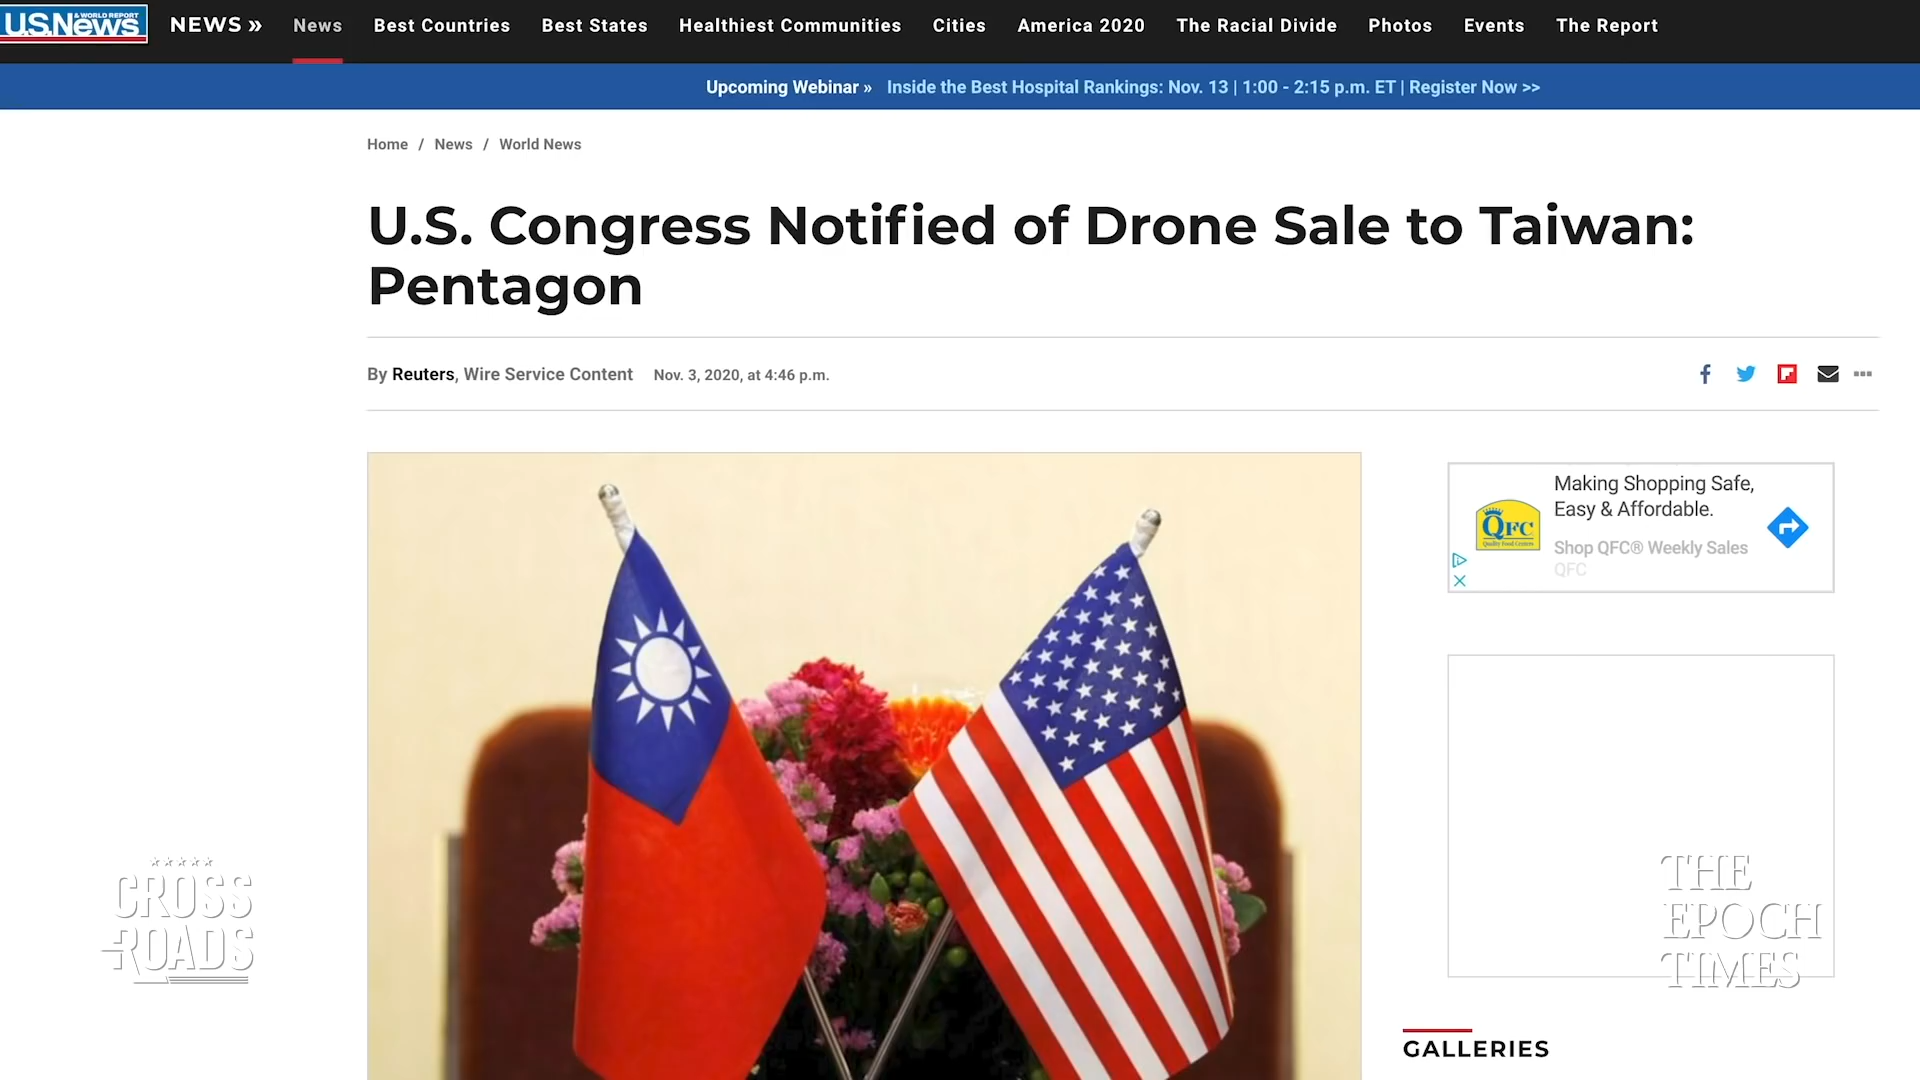 U.S.News
& WORLD REPORT
NEWS »
News
Best Countries
Best States
Healthiest Communities
Cities
America 2020
The Racial Divide
Photos
Events
The Report
Upcoming Webinar » Inside the Best Hospital Rankings: Nov. 13 | 1:00 - 2:15 p.m. ET | Register Now >>
Home / News / World News
U.S. Congress Notified of Drone Sale to Taiwan:
Pentagon
By Reuters, Wire Service Content Nov. 3, 2020, at 4:46 p.m.
Making Shopping Safe,
Easy & Affordable.
QFC
Quality Food Centers
Shop QFC® Weekly Sales
QFC
CROSS
ROADS
THE
EPOCH
TIMES
GALLERIES